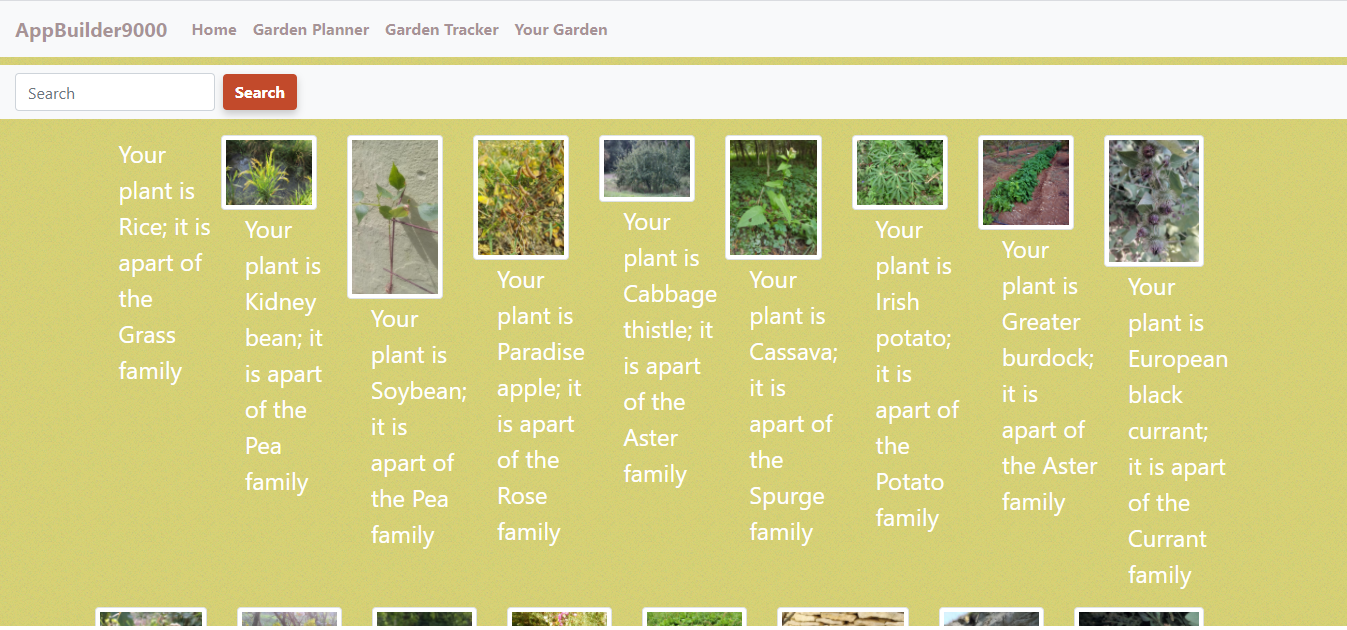 AppBuilder9000 Home Garden Planner Garden Tracker Your Garden
Search Search
Your
plant is
Rice; it is
apart of
the
Grass
family
Your
plant is
Kidney
bean; it
is apart
of the
Pea
family
Your
plant is
Soybean;
it is
apart of
the Pea
family
Your
plant is
Paradise
apple; it
is apart
of the
Rose
family
Your
plant is
Cabbage
thistle; it
is apart
of the
Aster
family
Your
plant is
Cassava;
it is
apart of
the
Spurge
family
Your
plant is
Irish
potato;
it is
apart of
the
Potato
family
Your
plant is
Greater
burdock;
it is
apart of
the Aster
family
Your
plant is
European
black
currant;
it is apart
of the
Currant
family